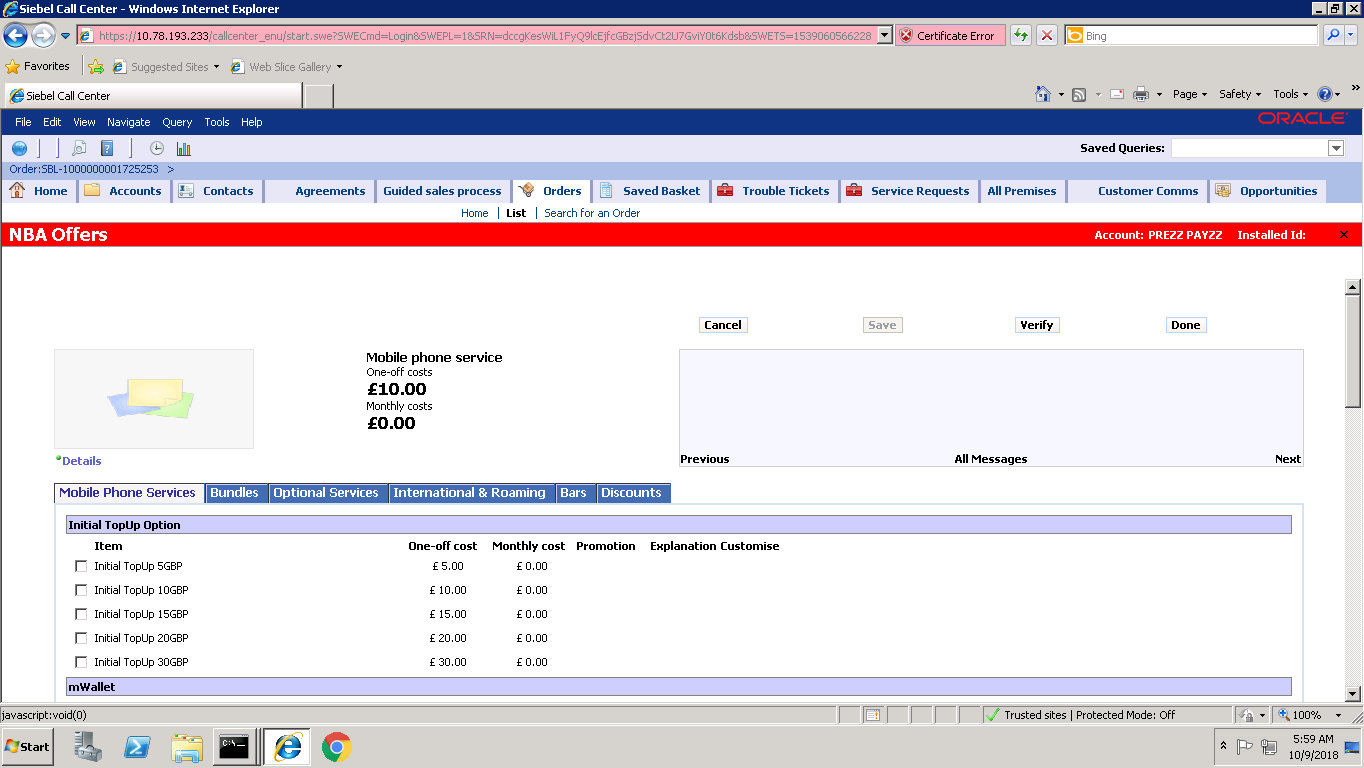 Siebel Call Center - Windows Internet Explorer
https://10.78.193.233/callcenter_enu/start.swe?SWECmd=Login&SWEPL=1&SRN=dccgKesWiL1FyQ9lcEjfcGBzjSdvCt2U7GviY0t6Kdsb&SWETS=1539060566228 Certificate Error Bing
Favorites Suggested Sites Web Slice Gallery
Siebel Call Center Page Safety Tools
File Edit View Navigate Query Tools Help ORACLE
Saved Queries:
Order:SBL-1000000001725253 >
Home Accounts Contacts Agreements Guided sales process Orders Saved Basket Trouble Tickets Service Requests All Premises Customer Comms Opportunities
Home List Search for an Order
NBA Offers Account: PREZZ PAYZZ Installed Id:
Cancel Save Verify Done
Mobile phone service
One-off costs
£10.00
Monthly costs
£0.00
Previous All Messages Next
Details
Mobile Phone Services Bundles Optional Services International & Roaming Bars Discounts
Initial TopUp Option
Item One-off cost Monthly cost Promotion Explanation Customise
Initial TopUp 5GBP £ 5.00 £ 0.00
Initial TopUp 10GBP £ 10.00 £ 0.00
Initial TopUp 15GBP £ 15.00 £ 0.00
Initial TopUp 20GBP £ 20.00 £ 0.00
Initial TopUp 30GBP £ 30.00 £ 0.00
mWallet
javascript:void(0) Trusted sites | Protected Mode: Off 100%
Start C:\. 5:59 AM
10/9/2018